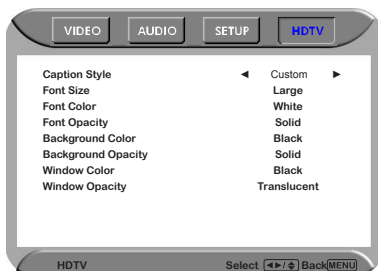 VIDEO AUDIO SETUP HDTV
Caption Style ◄ Custom ►
Font Size Large
Font Color White
Font Opacity Solid
Background Color Black
Background Opacity Solid
Window Color Black
Window Opacity Translucent
HDTV Select ◄►/◆ Back MENU